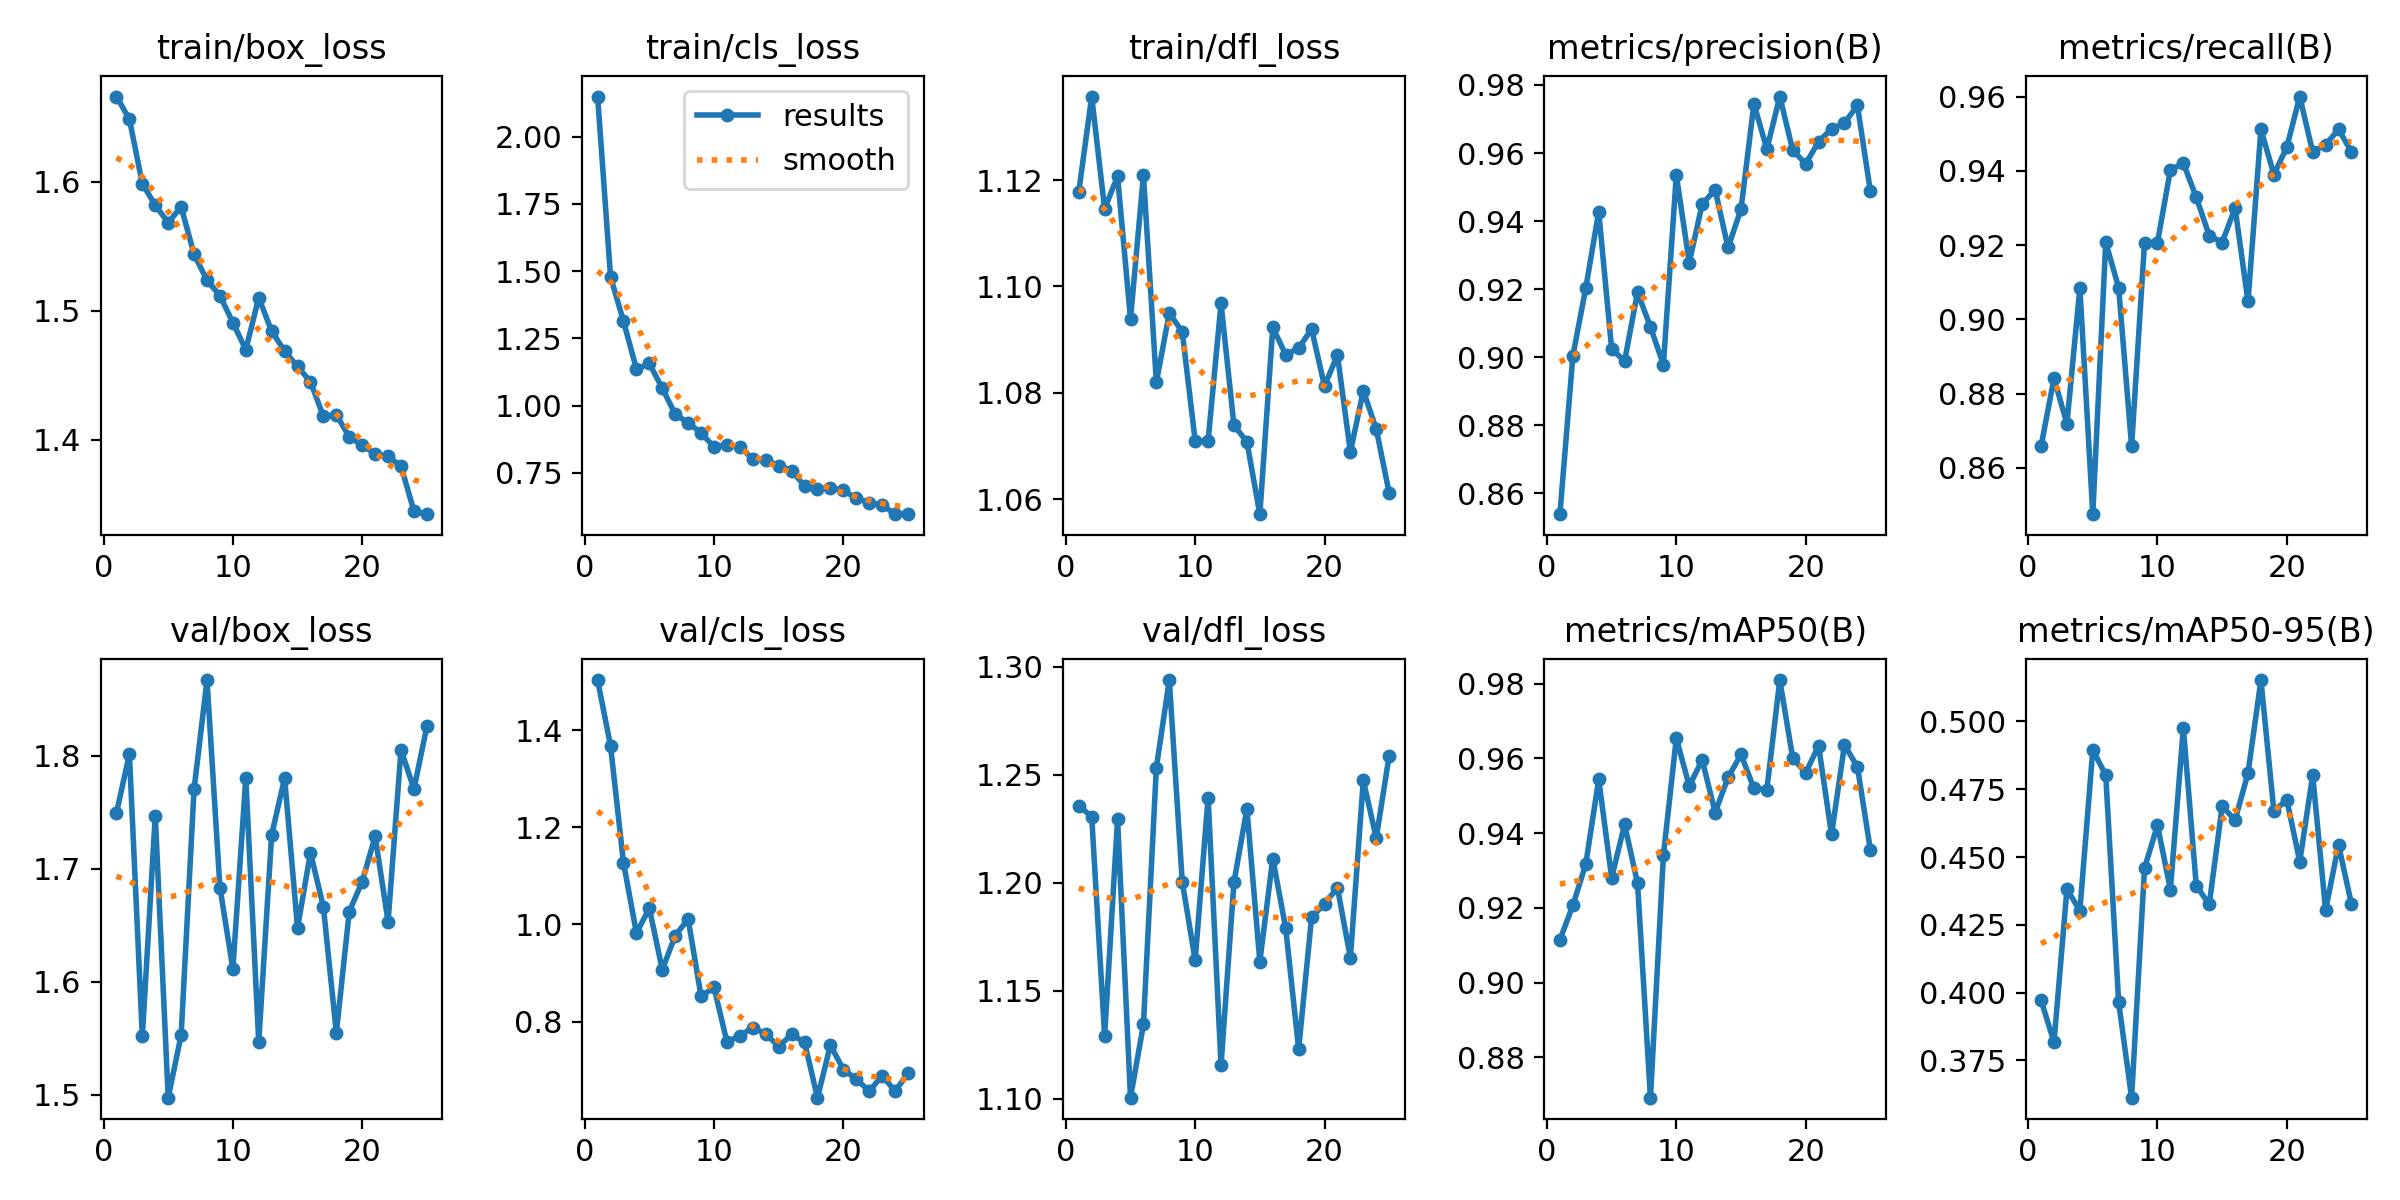 train/box_loss
1.6
1.5
1.4
0 10 20
train/cls_loss
results
smooth
2.00
1.75
1.50
1.25
1.00
0.75
0 10 20
train/dfl_loss
1.12
1.10
1.08
1.06
0 10 20
metrics/precision(B)
0.98
0.96
0.94
0.92
0.90
0.88
0.86
0 10 20
metrics/recall(B)
0.96
0.94
0.92
0.90
0.88
0.86
0 10 20
val/box_loss
1.8
1.7
1.6
1.5
0 10 20
val/cls_loss
1.4
1.2
1.0
0.8
0 10 20
val/dfl_loss
1.30
1.25
1.20
1.15
1.10
0 10 20
metrics/mAP50(B)
0.98
0.96
0.94
0.92
0.90
0.88
0 10 20
metrics/mAP50-95(B)
0.500
0.475
0.450
0.425
0.400
0.375
0 10 20